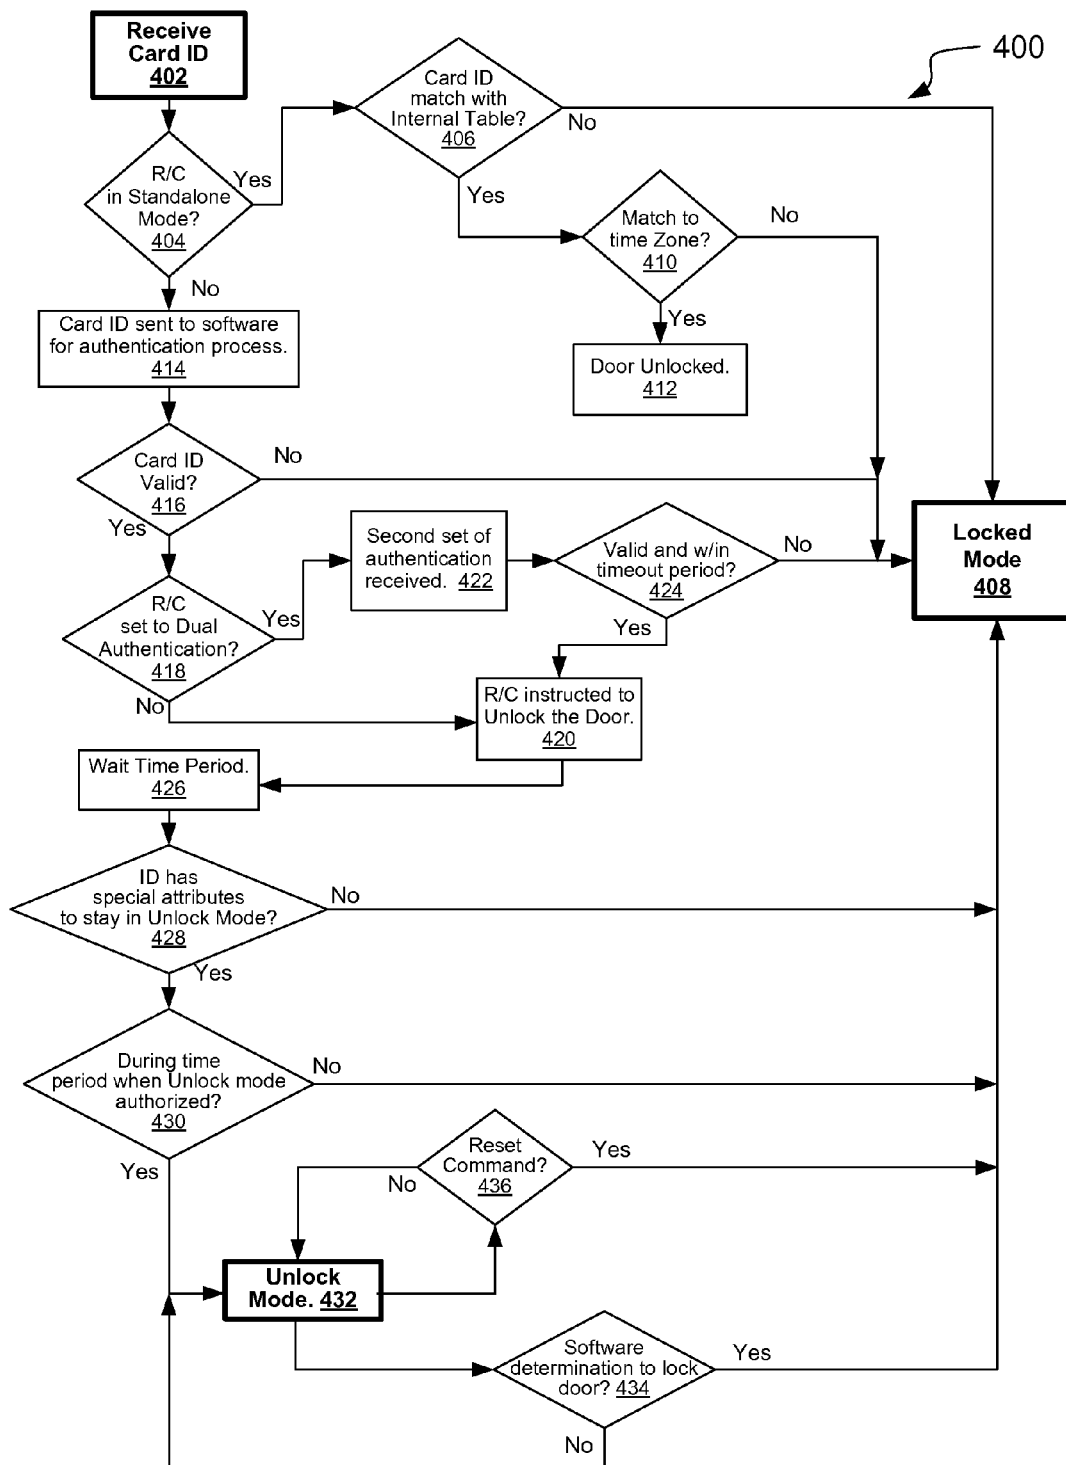 Receive
Card ID
402
400
Card ID
match with
Internal Table?
406
No
Yes
R/C
in Standalone
Mode?
404
Yes
No
Match to
time Zone?
410
No
Yes
Door Unlocked.
412
Card ID sent to software
for authentication process.
414
Card ID
Valid?
416
No
Yes
Second set of
authentication
received. 422
Valid and w/in
timeout period?
424
No
Yes
Locked
Mode
408
R/C
set to Dual
Authentication?
418
Yes
No
R/C instructed to
Unlock the Door.
420
Wait Time Period.
426
ID has
special attributes
to stay in Unlock Mode?
428
No
Yes
During time
period when Unlock mode
authorized?
430
No
Yes
Reset
Command?
436
Yes
No
Unlock
Mode. 432
Software
determination to lock
door? 434
Yes
No